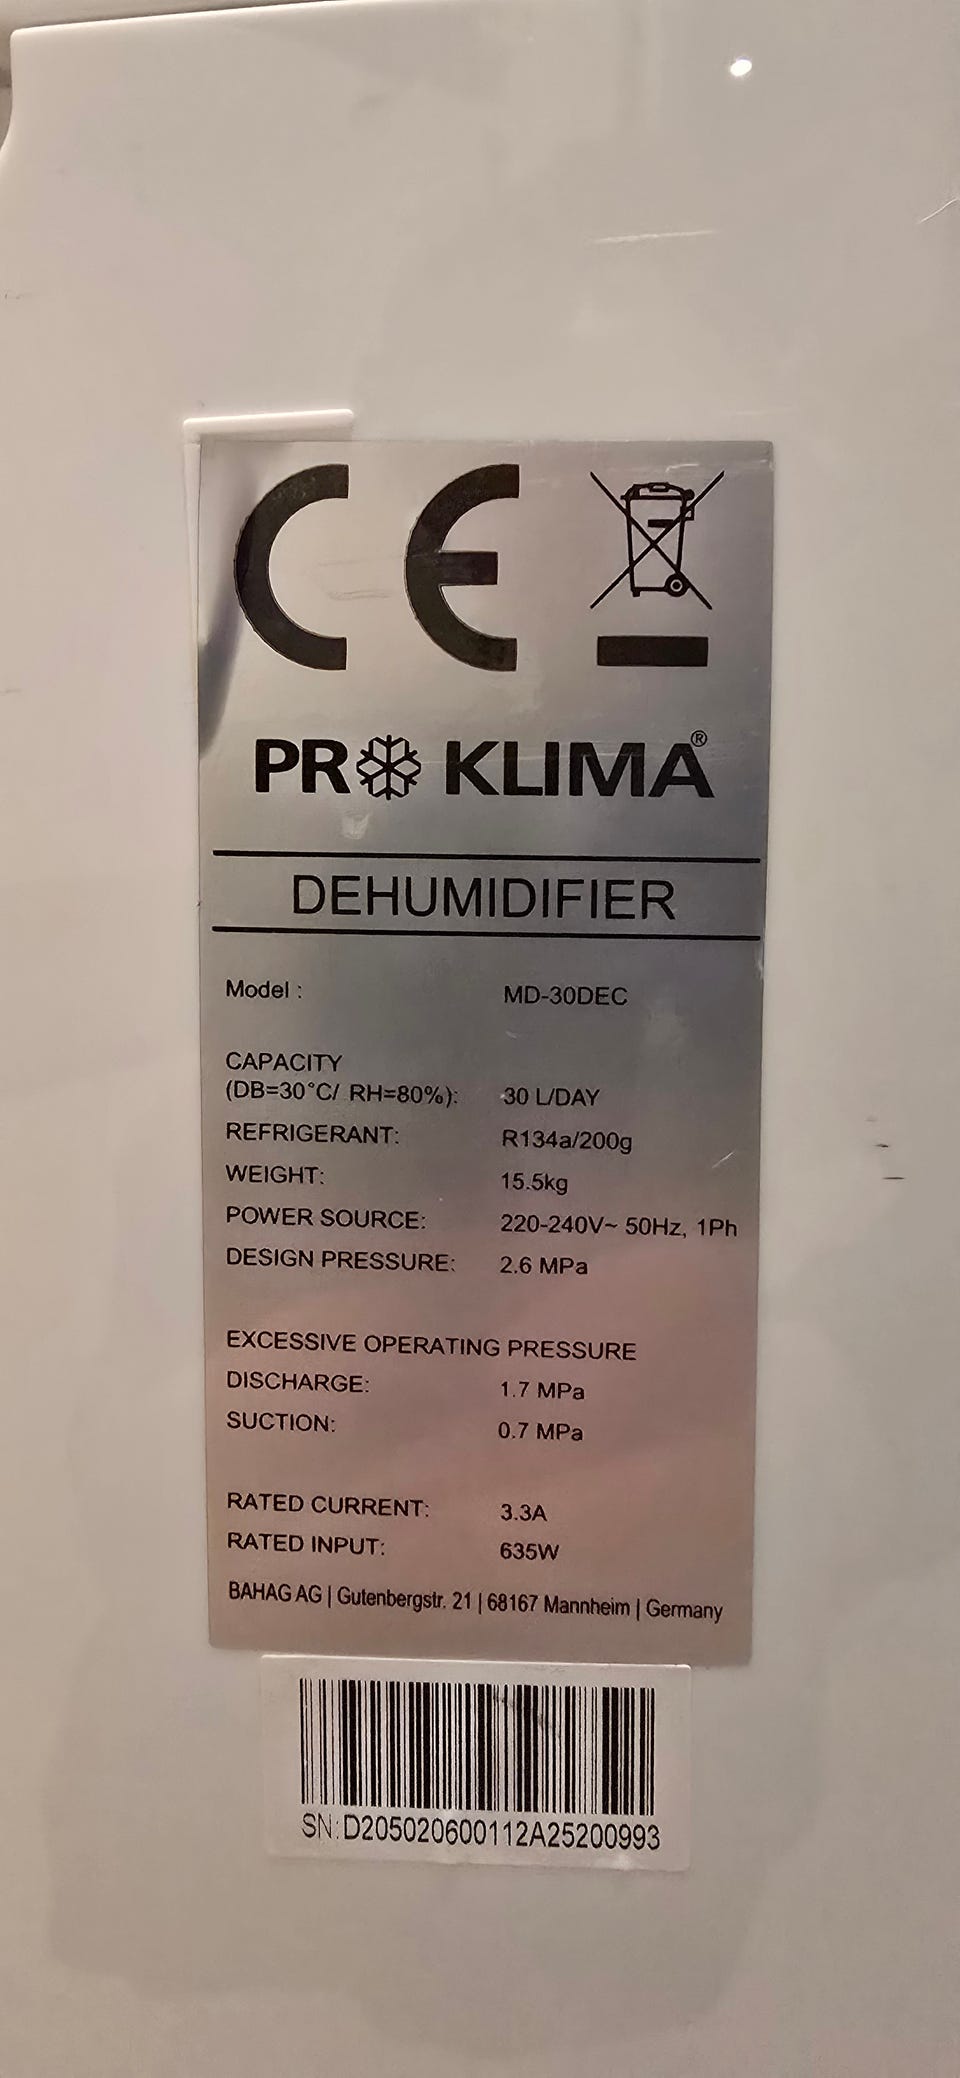 CE
PRO KLIMA®
DEHUMIDIFIER
Model : MD-30DEC
CAPACITY
(DB=30°C/ RH=80%): 30 L/DAY
REFRIGERANT: R134a/200g
WEIGHT: 15.5kg
POWER SOURCE: 220-240V~ 50Hz, 1Ph
DESIGN PRESSURE: 2.6 MPa
EXCESSIVE OPERATING PRESSURE
DISCHARGE: 1.7 MPa
SUCTION: 0.7 MPa
RATED CURRENT: 3.3A
RATED INPUT: 635W
BAHAG AG | Gutenbergstr. 21 | 68167 Mannheim | Germany
SN:D205020600112A25200993